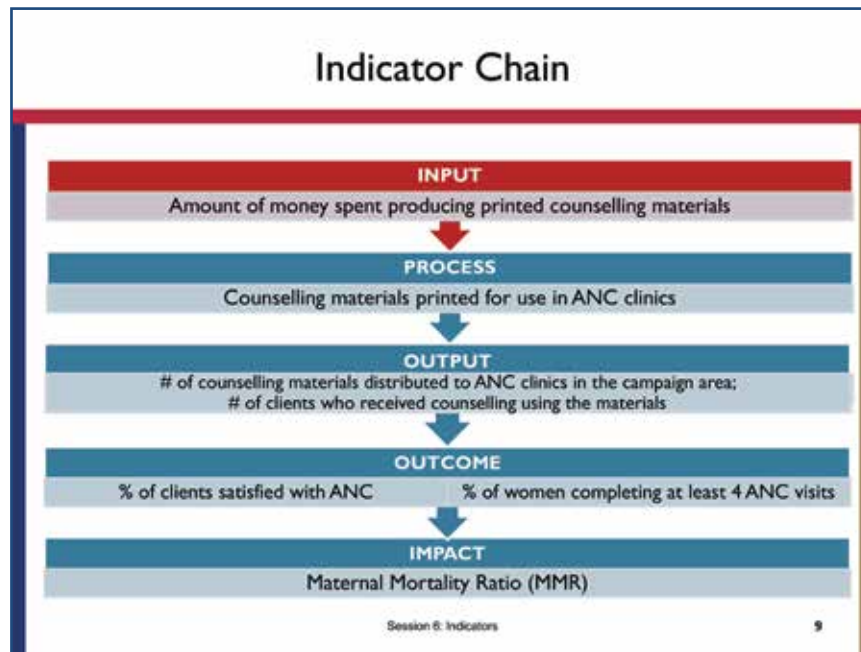 Indicator Chain
INPUT
Amount of money spent producing printed counselling materials
PROCESS
Counselling materials printed for use in ANC clinics
OUTPUT
# of counselling materials distributed to ANC clinics in the campaign area;
# of clients who received counselling using the materials
OUTCOME
% of clients satisfied with ANC
% of women completing at least 4 ANC visits
IMPACT
Maternal Mortality Ratio (MMR)
Session 6: Indicators
9